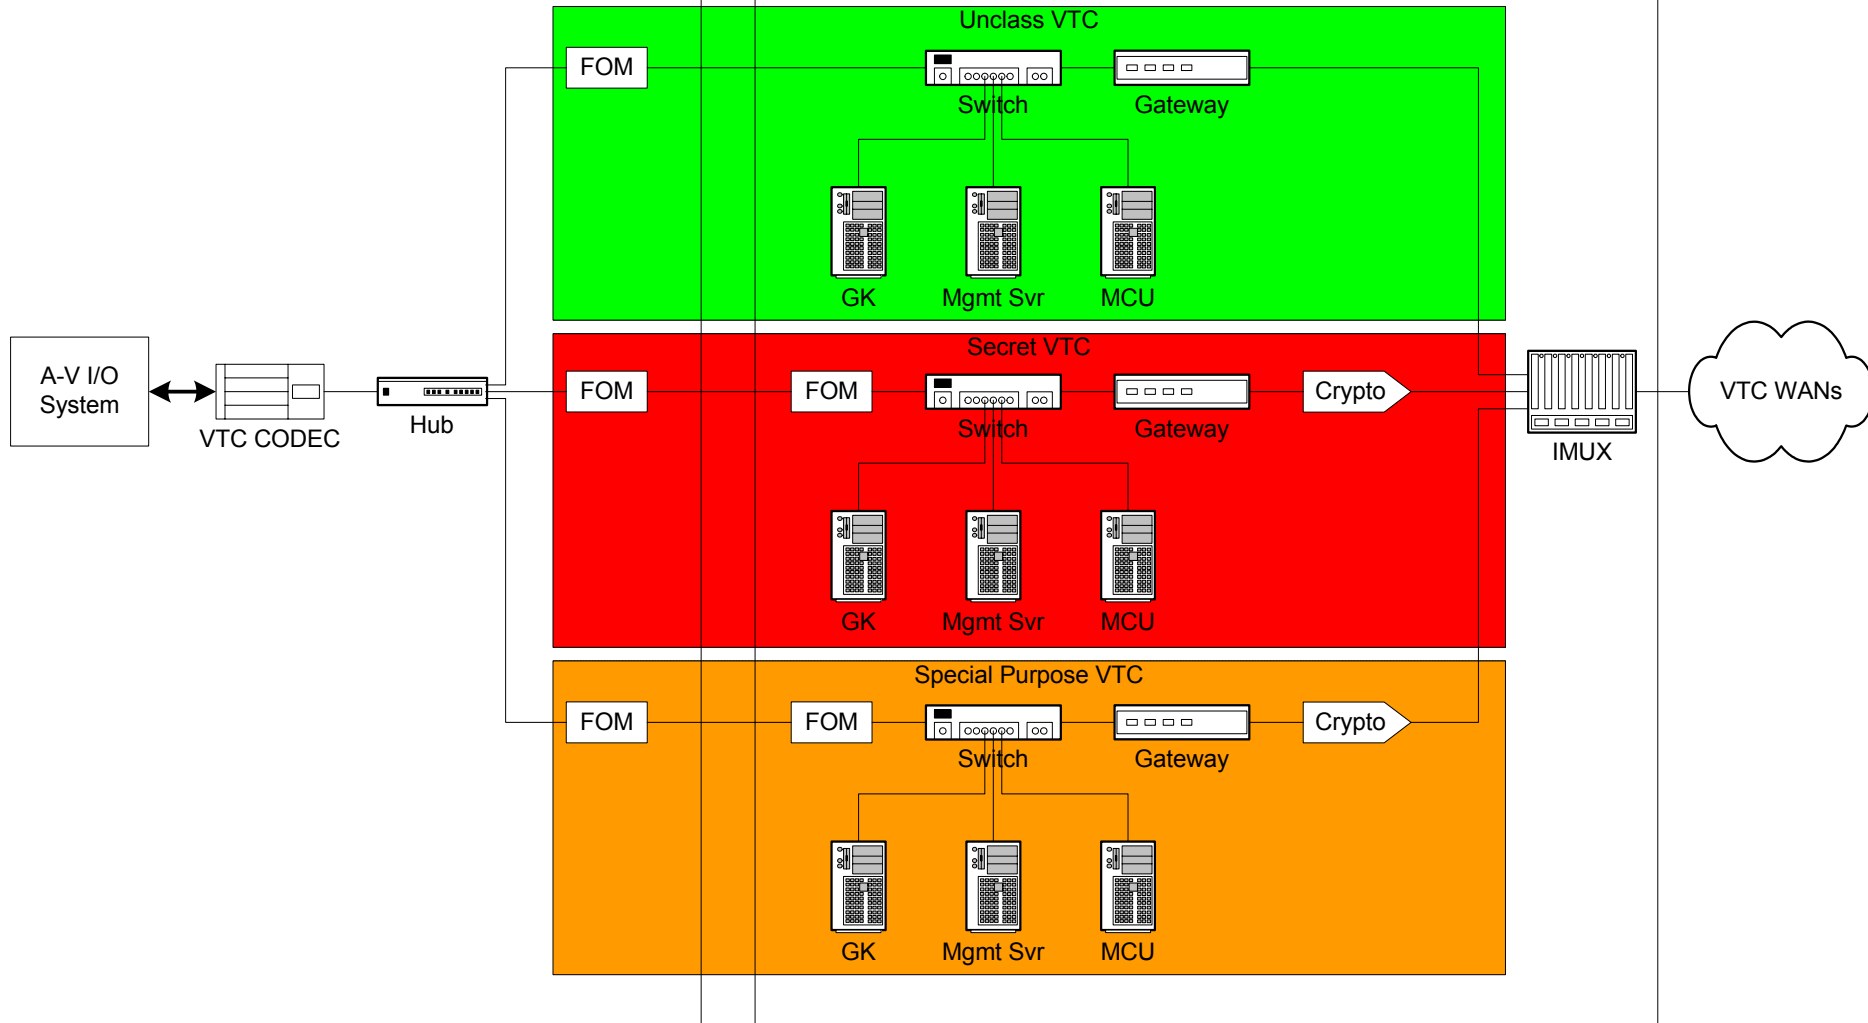 Unclass VTC
FOM
Switch
Gateway
GK
Mgmt Svr
MCU
A-V I/O
System
VTC CODEC
Hub
Secret VTC
FOM
FOM
Switch
Gateway
Crypto
GK
Mgmt Svr
MCU
IMUX
VTC WANs
Special Purpose VTC
FOM
FOM
Switch
Gateway
Crypto
GK
Mgmt Svr
MCU